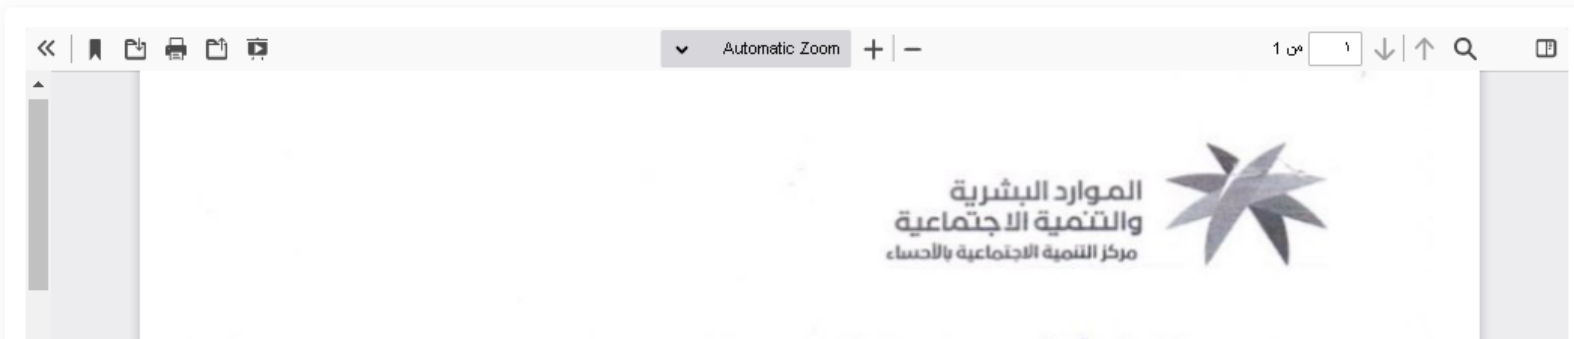 Automatic Zoom
١ من 1
الموارد البشرية
والتنمية الاجتماعية
مركز التنمية الاجتماعية بالأحساء